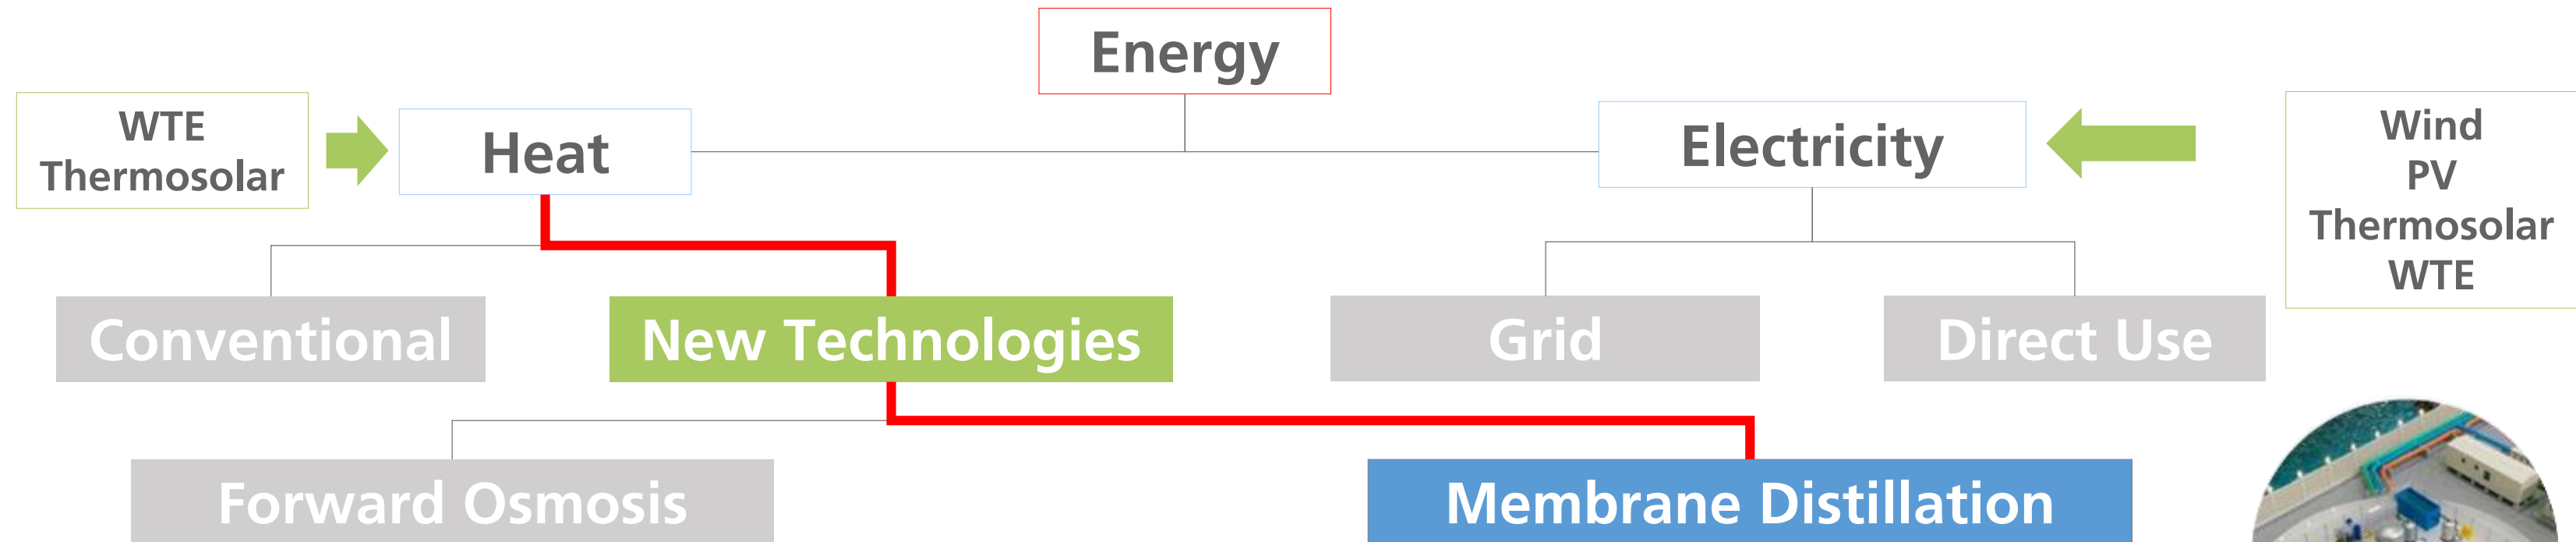 Energy
WTE
Thermosolar
Heat
Electricity
Wind
PV
Thermosolar
WTE
Conventional
New Technologies
Grid
Direct Use
Forward Osmosis
Membrane Distillation